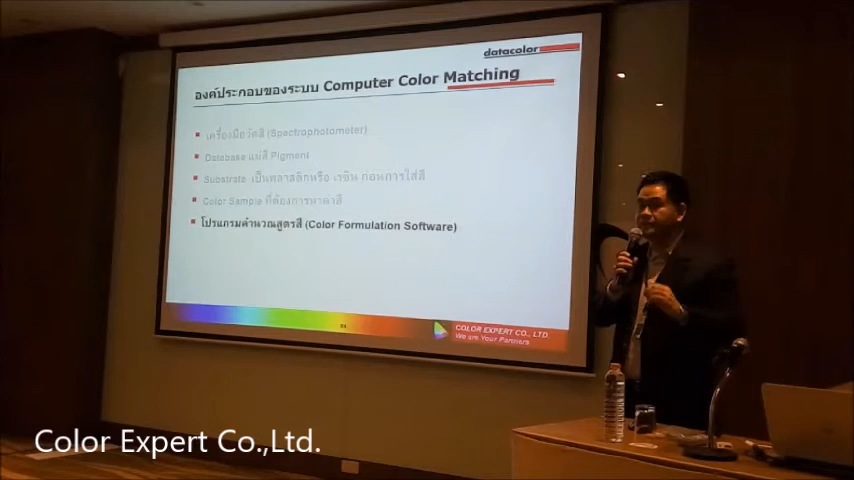 datacolor
องค์ประกอบของระบบ Computer Color Matching
เครื่องมือวัดสี (Spectrophotometer)
Database แม่สี Pigment
Substrate เป็นพลาสติกหรือ เรซิน ก่อนการใส่สี
Color Sample ที่ต้องการหาค่าสี
โปรแกรมคำนวณสูตรสี (Color Formulation Software)
COLOR EXPERT CO., LTD
We are Your Partners
Color Expert Co.,Ltd.